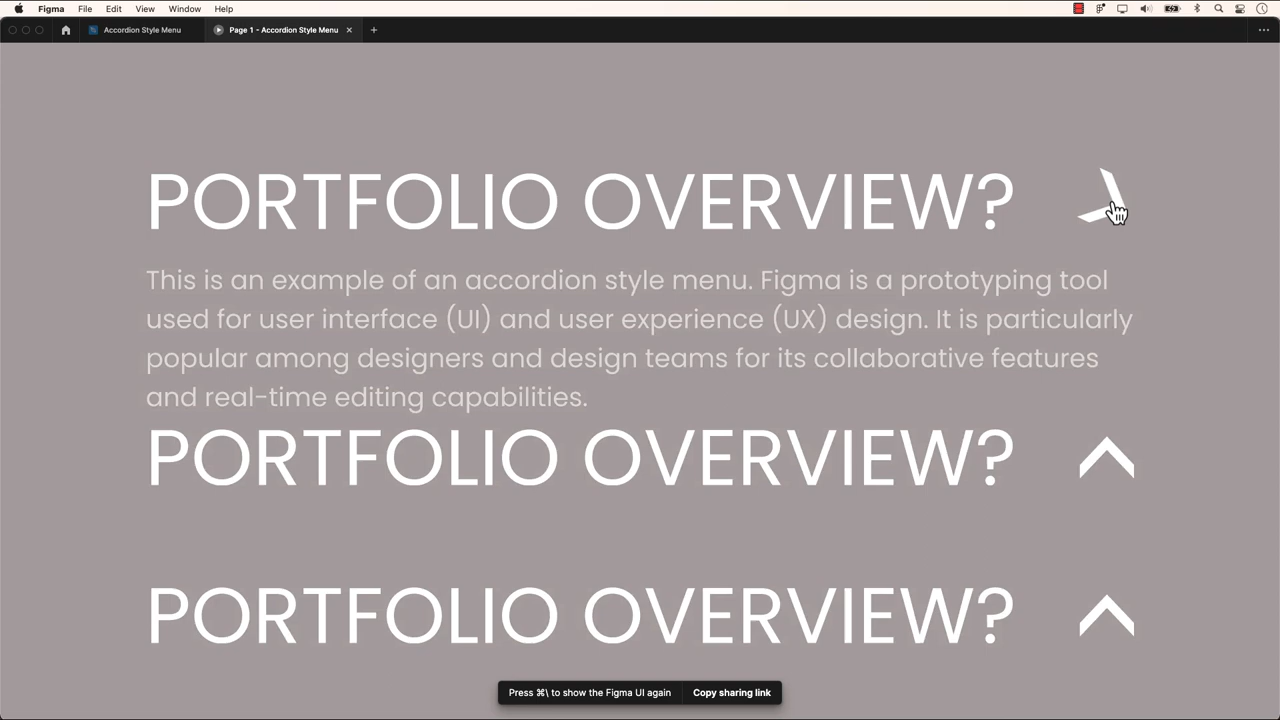 Figma File Edit View Window Help
Accordion Style Menu Page 1 - Accordion Style Menu
PORTFOLIO OVERVIEW?
This is an example of an accordion style menu. Figma is a prototyping tool
used for user interface (UI) and user experience (UX) design. It is particularly
popular among designers and design teams for its collaborative features
and real-time editing capabilities.
PORTFOLIO OVERVIEW?
PORTFOLIO OVERVIEW?
Press ⌘\ to show the Figma UI again Copy sharing link